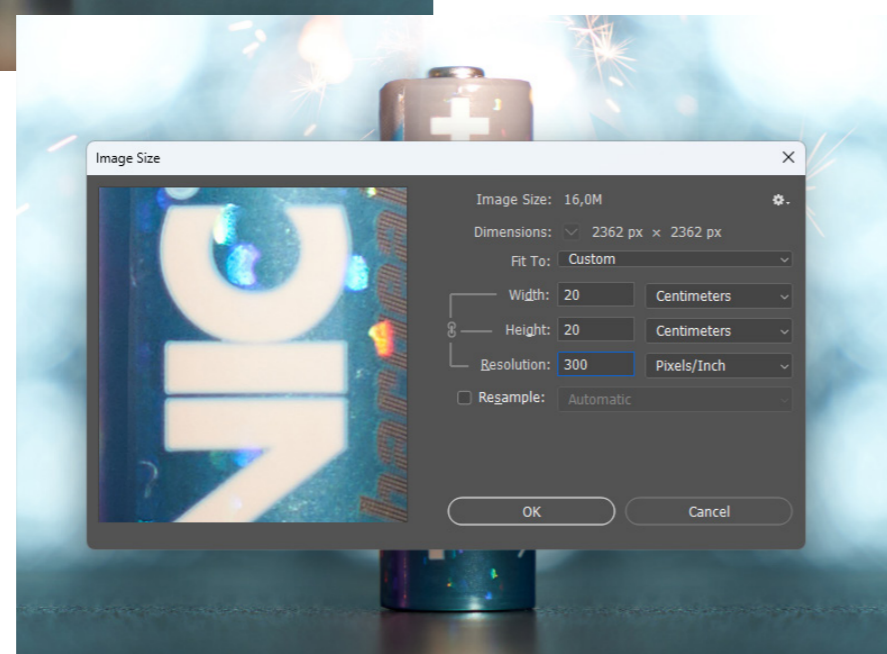 Image Size
Image Size: 16,0M
Dimensions: 2362 px × 2362 px
Fit To: Custom
Width: 20 Centimeters
Height: 20 Centimeters
Resolution: 300 Pixels/Inch
Resample: Automatic
OK Cancel
NIC